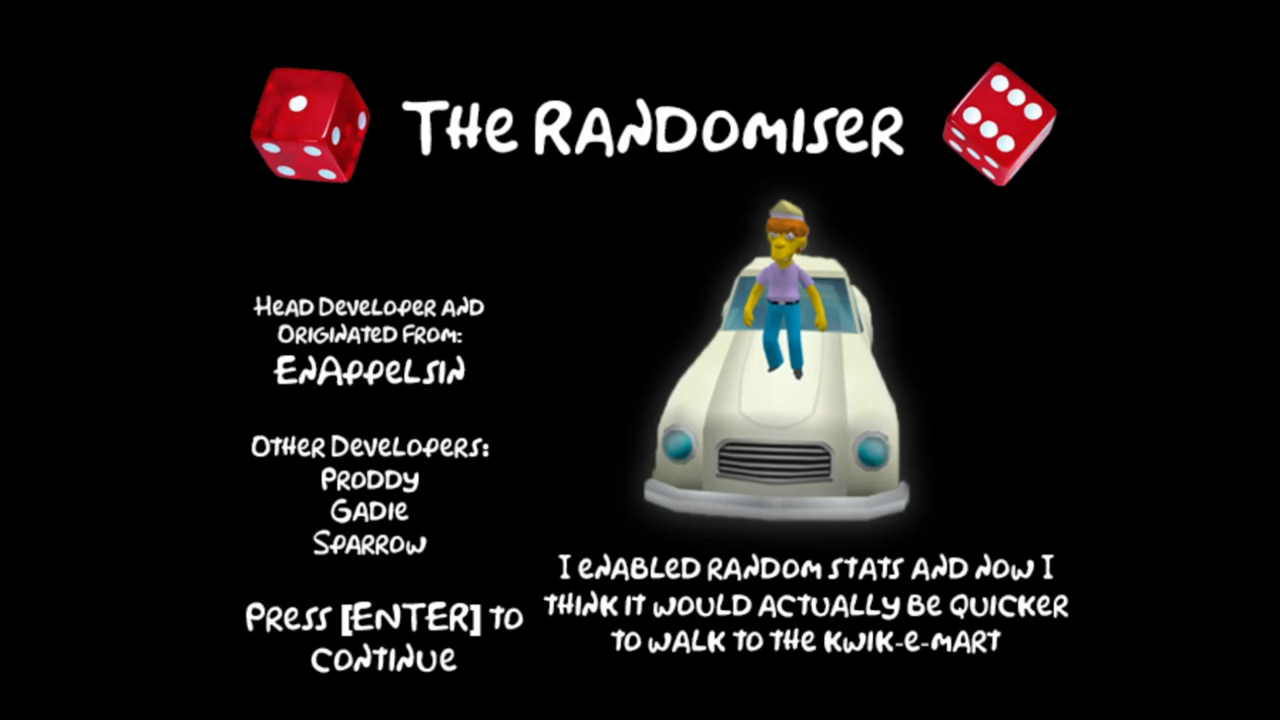 The Randomiser
Head Developer and
Originated From:
EnAppelsin
Other Developers:
Proddy
Gadie
Sparrow
Press [ENTER] to
continue
I enabled random stats and now I
think it would actually be quicker
to walk to the Kwik-E-Mart